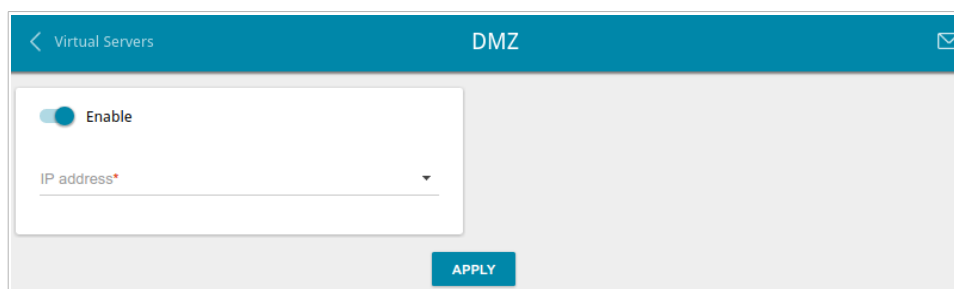 Virtual Servers
DMZ
Enable
IP address*
APPLY